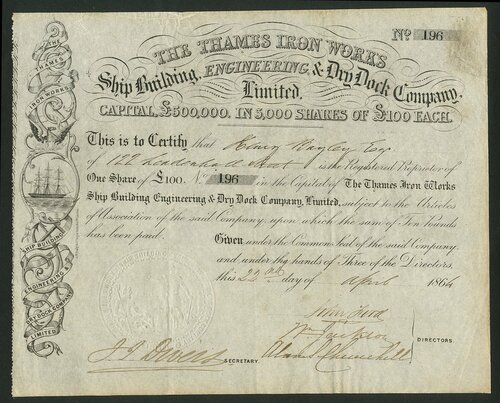 No. 196
THE THAMES IRON WORKS
Ship Building, ENGINEERING, & Dry Dock Company,
Limited.
CAPITAL, £500,000. IN 5,000 SHARES OF £100 EACH.
This is to Certify that Henry Bayley Esq
of 122 Leadenhall Street is the Registered Proprietor of
One Share of £100. No. 196 in the Capital of The Thames Iron Works
Ship Building Engineering & Dry Dock Company, Limited, subject to the Articles
of Association of the said Company upon which the sum of Ten Pounds
has been paid.
Given under the Common Seal of the said Company
and under the hands of Three of the Directors,
this 22nd day of April 1864
DIRECTORS.
SECRETARY.
THE THAMES
IRON WORKS
SHIP BUILDING
ENGINEERING &
DRY DOCK COMPANY
LIMITED